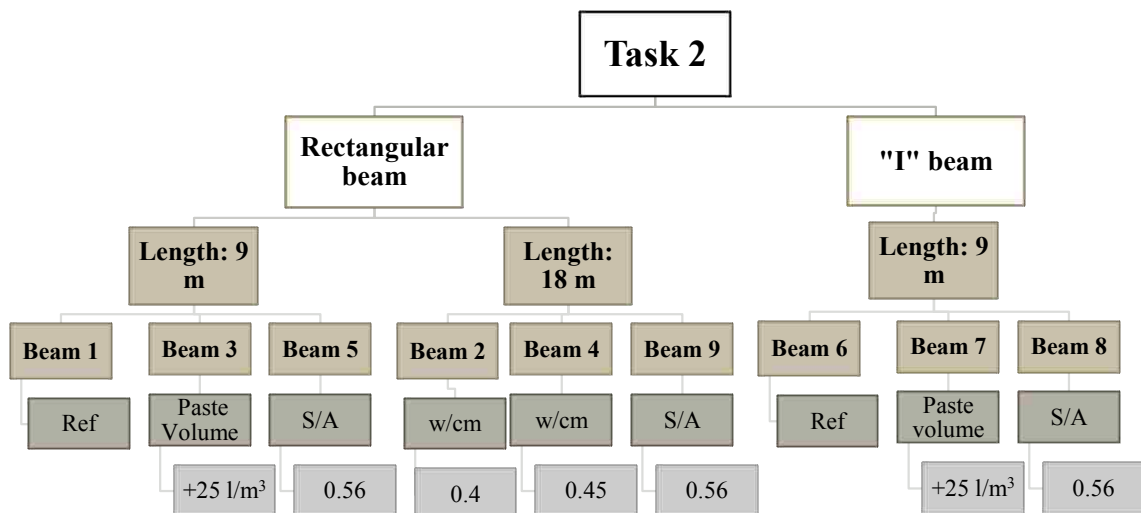 Task 2
Rectangular
beam
"I" beam
Length: 9
m
Length:
18 m
Length: 9
m
Beam 1
Beam 3
Beam 5
Beam 2
Beam 4
Beam 9
Beam 6
Beam 7
Beam 8
Ref
Paste
Volume
S/A
w/cm
w/cm
S/A
Ref
Paste
volume
S/A
+25 l/m³
0.56
0.4
0.45
0.56
+25 l/m³
0.56